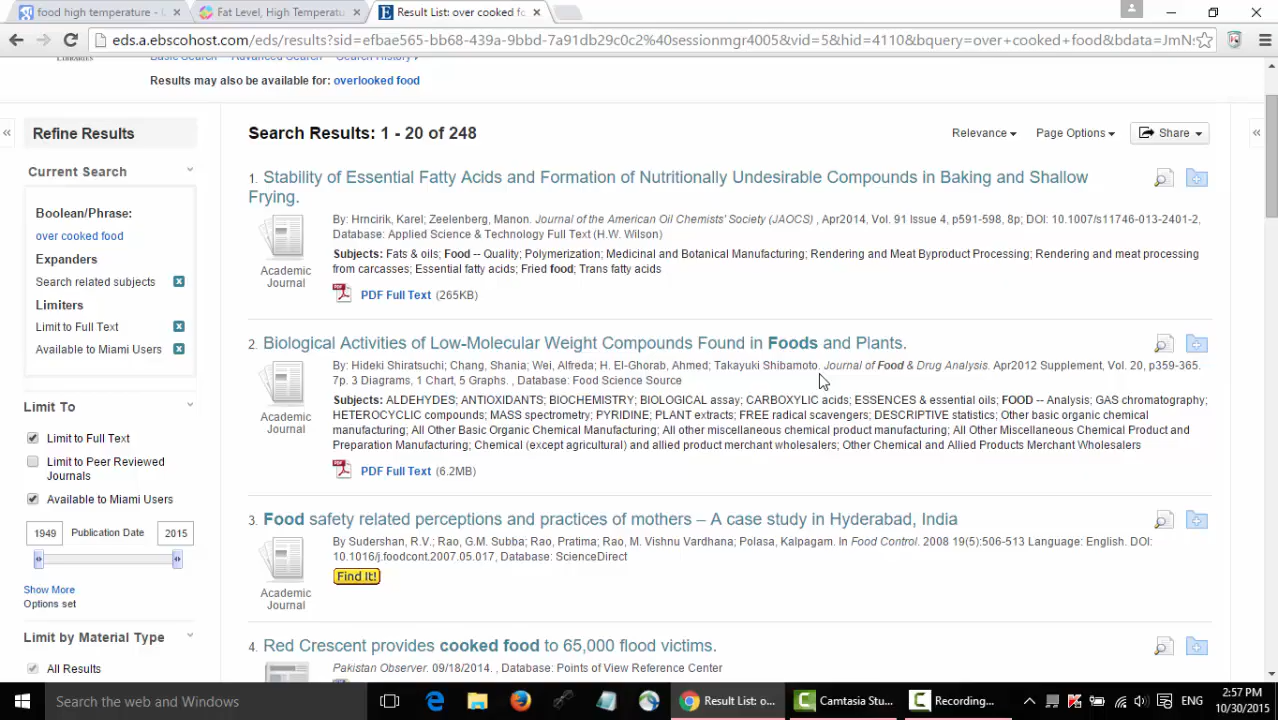 food high temperature -
Fat Level, High Temperatu
Result List: over cooked fo
eds.a.ebscohost.com/eds/results?sid=efbae565-bb68-439a-9bbd-7a91db29c0c2%40sessionmgr4005&vid=5&hid=4110&bquery=over+cooked+food&bdata=JmN
Basic Search Advanced Search Search History
Results may also be available for: overlooked food
Refine Results
Search Results: 1 - 20 of 248
Relevance Page Options Share
Current Search
Boolean/Phrase:
over cooked food
Expanders
Search related subjects
Limiters
Limit to Full Text
Available to Miami Users
Limit To
Limit to Full Text
Limit to Peer Reviewed
Journals
Available to Miami Users
1949 Publication Date 2015
Show More
Options set
Limit by Material Type
All Results
1. Stability of Essential Fatty Acids and Formation of Nutritionally Undesirable Compounds in Baking and Shallow
Frying.
By: Hrncirik, Karel; Zeelenberg, Manon. Journal of the American Oil Chemists' Society (JAOCS) , Apr2014, Vol. 91 Issue 4, p591-598, 8p; DOI: 10.1007/s11746-013-2401-2,
Database: Applied Science & Technology Full Text (H.W. Wilson)
Subjects: Fats & oils; Food -- Quality; Polymerization; Medicinal and Botanical Manufacturing; Rendering and Meat Byproduct Processing; Rendering and meat processing
from carcasses; Essential fatty acids; Fried food; Trans fatty acids
Academic
Journal
PDF Full Text (265KB)
2. Biological Activities of Low-Molecular Weight Compounds Found in Foods and Plants.
By: Hideki Shiratsuchi; Chang, Shania; Wei, Alfreda; H. El-Ghorab, Ahmed; Takayuki Shibamoto. Journal of Food & Drug Analysis. Apr2012 Supplement, Vol. 20, p359-365.
7p. 3 Diagrams, 1 Chart, 5 Graphs. , Database: Food Science Source
Subjects: ALDEHYDES; ANTIOXIDANTS; BIOCHEMISTRY; BIOLOGICAL assay; CARBOXYLIC acids; ESSENCES & essential oils; FOOD -- Analysis; GAS chromatography;
HETEROCYCLIC compounds; MASS spectrometry; PYRIDINE; PLANT extracts; FREE radical scavengers; DESCRIPTIVE statistics; Other basic organic chemical
manufacturing; All Other Basic Organic Chemical Manufacturing; All other miscellaneous chemical product manufacturing; All Other Miscellaneous Chemical Product and
Preparation Manufacturing; Chemical (except agricultural) and allied product merchant wholesalers; Other Chemical and Allied Products Merchant Wholesalers
Academic
Journal
PDF Full Text (6.2MB)
3. Food safety related perceptions and practices of mothers – A case study in Hyderabad, India
By Sudershan, R.V.; Rao, G.M. Subba; Rao, Pratima; Rao, M. Vishnu Vardhana; Polasa, Kalpagam. In Food Control. 2008 19(5):506-513 Language: English. DOI:
10.1016/j.foodcont.2007.05.017, Database: ScienceDirect
Find It!
Academic
Journal
4. Red Crescent provides cooked food to 65,000 flood victims.
Pakistan Observer. 09/18/2014. , Database: Points of View Reference Center
Search the web and Windows
Result List: o...
Camtasia Stu...
Recording...
ENG
2:57 PM
10/30/2015